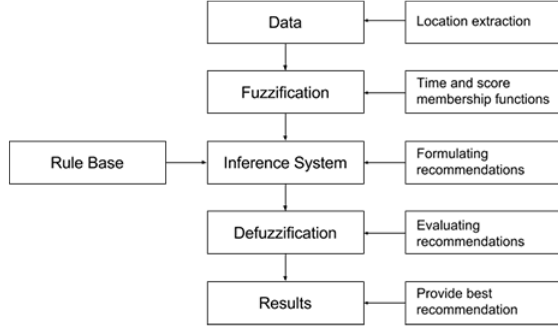 Data
Location extraction
Fuzzification
Time and score
membership functions
Rule Base
Inference System
Formulating
recommendations
Defuzzification
Evaluating
recommendations
Results
Provide best
recommendation